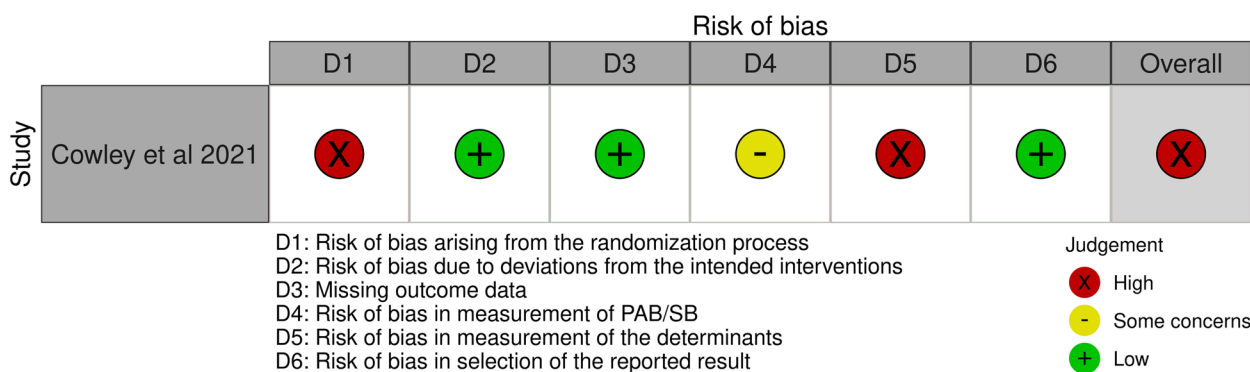 Risk of bias
D1 D2 D3 D4 D5 D6 Overall
Study
Cowley et al 2021 X + + - X + X
D1: Risk of bias arising from the randomization process
D2: Risk of bias due to deviations from the intended interventions
D3: Missing outcome data
D4: Risk of bias in measurement of PAB/SB
D5: Risk of bias in measurement of the determinants
D6: Risk of bias in selection of the reported result
Judgement
X High
- Some concerns
+ Low